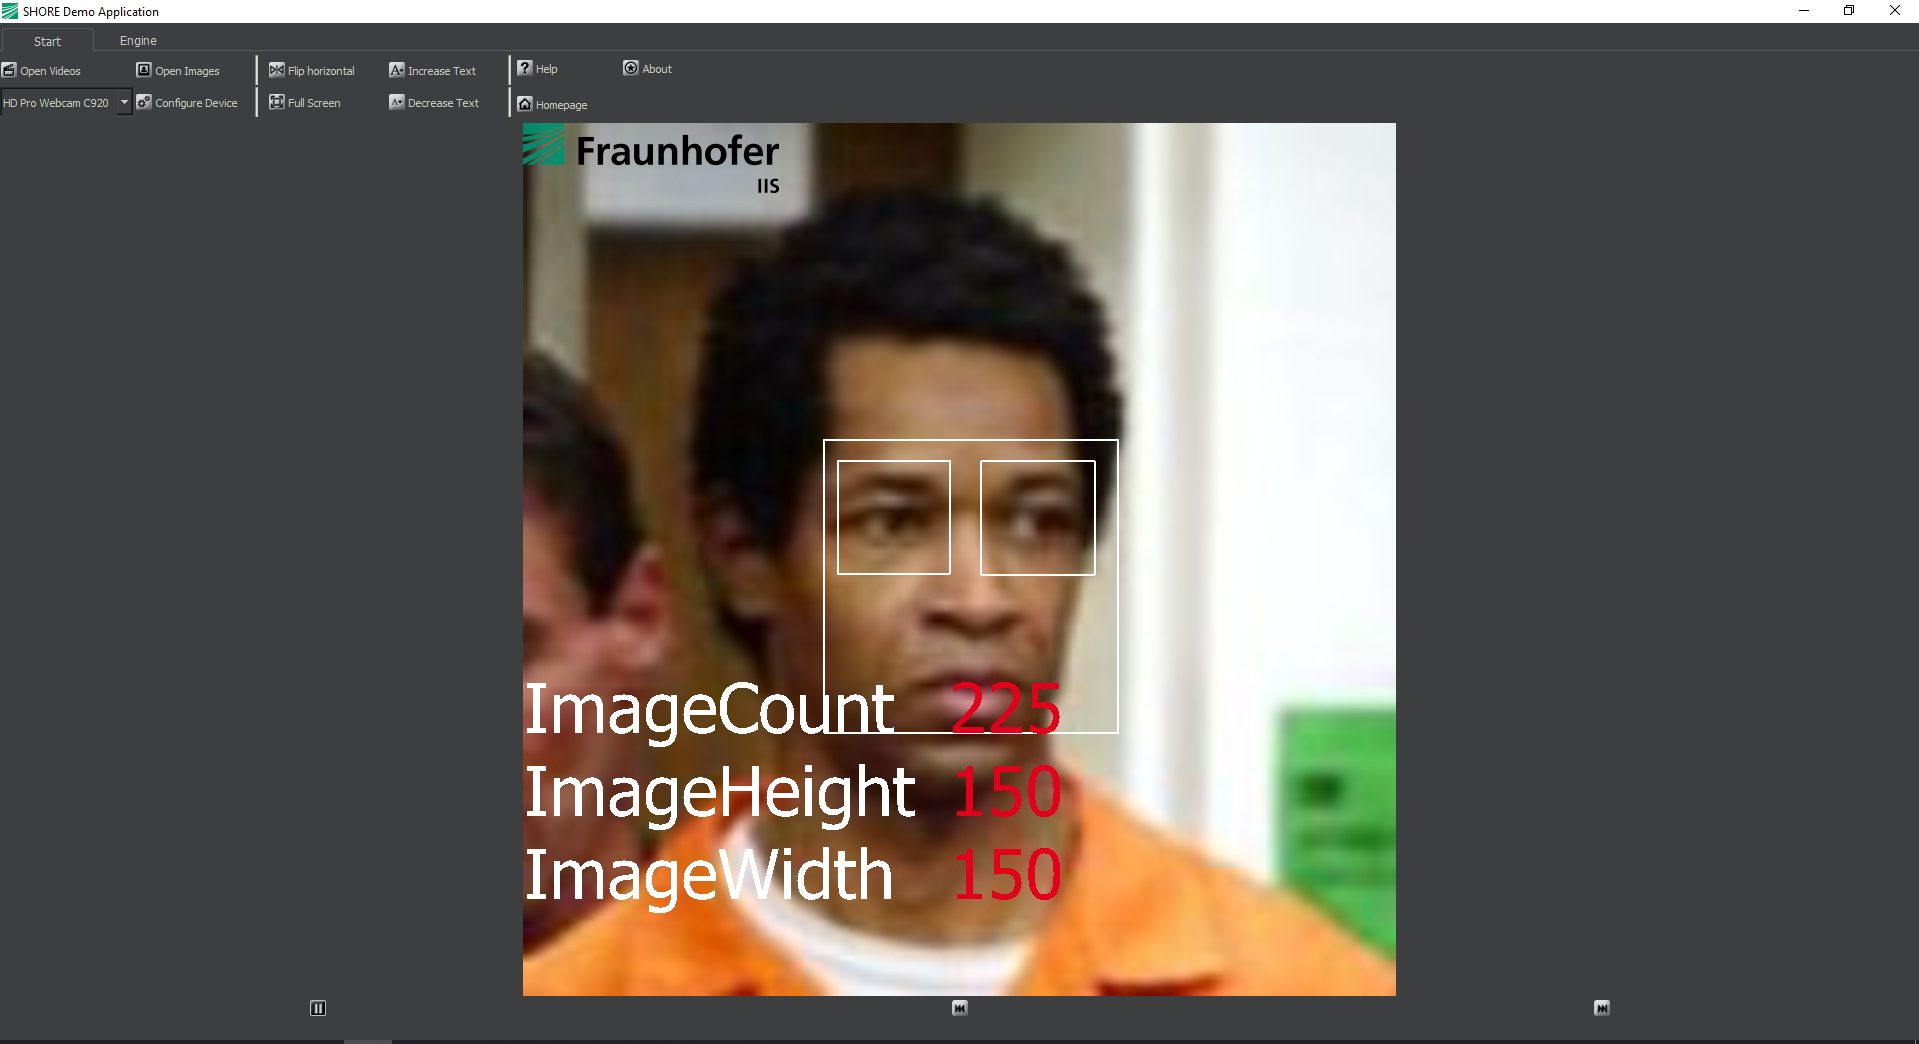 SHORE Demo Application
Start Engine
Open Videos Open Images Flip horizontal Increase Text Help About
HD Pro Webcam C920 Configure Device Full Screen Decrease Text Homepage
Fraunhofer
IIS
ImageCount 225
ImageHeight 150
ImageWidth 150